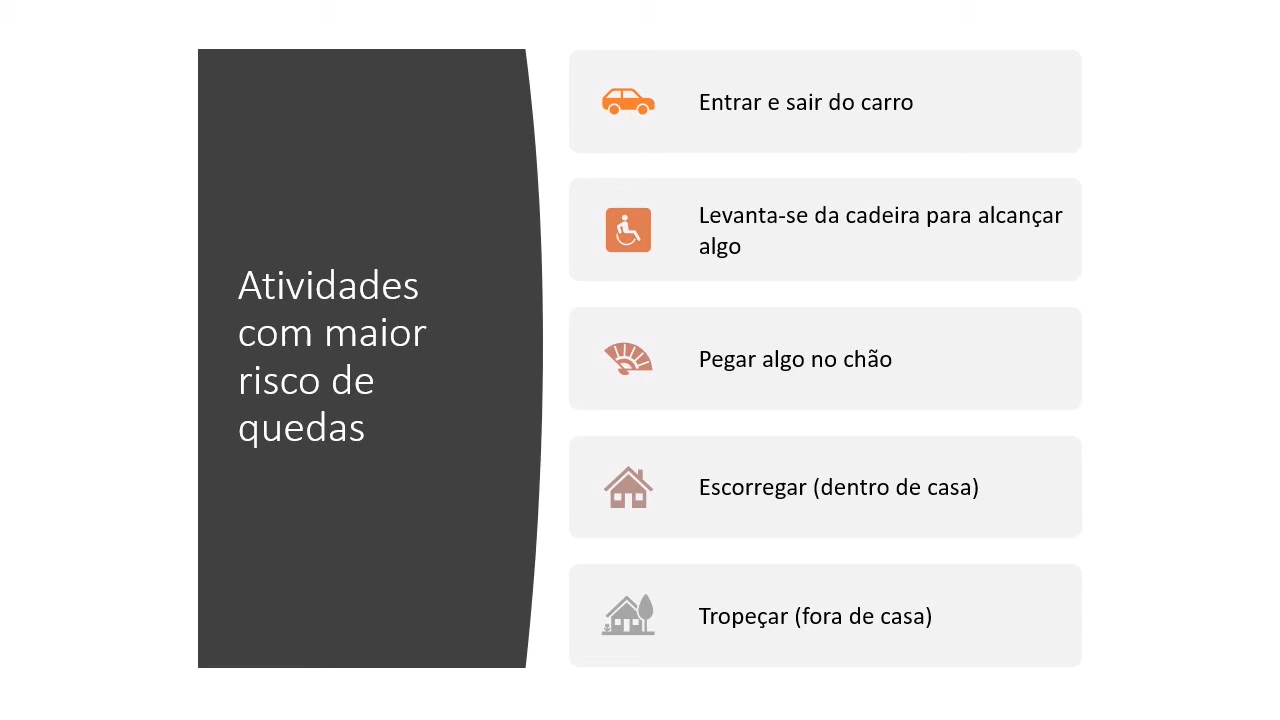 Atividades
com maior
risco de
quedas
Entrar e sair do carro
Levanta-se da cadeira para alcançar
algo
Pegar algo no chão
Escorregar (dentro de casa)
Tropeçar (fora de casa)